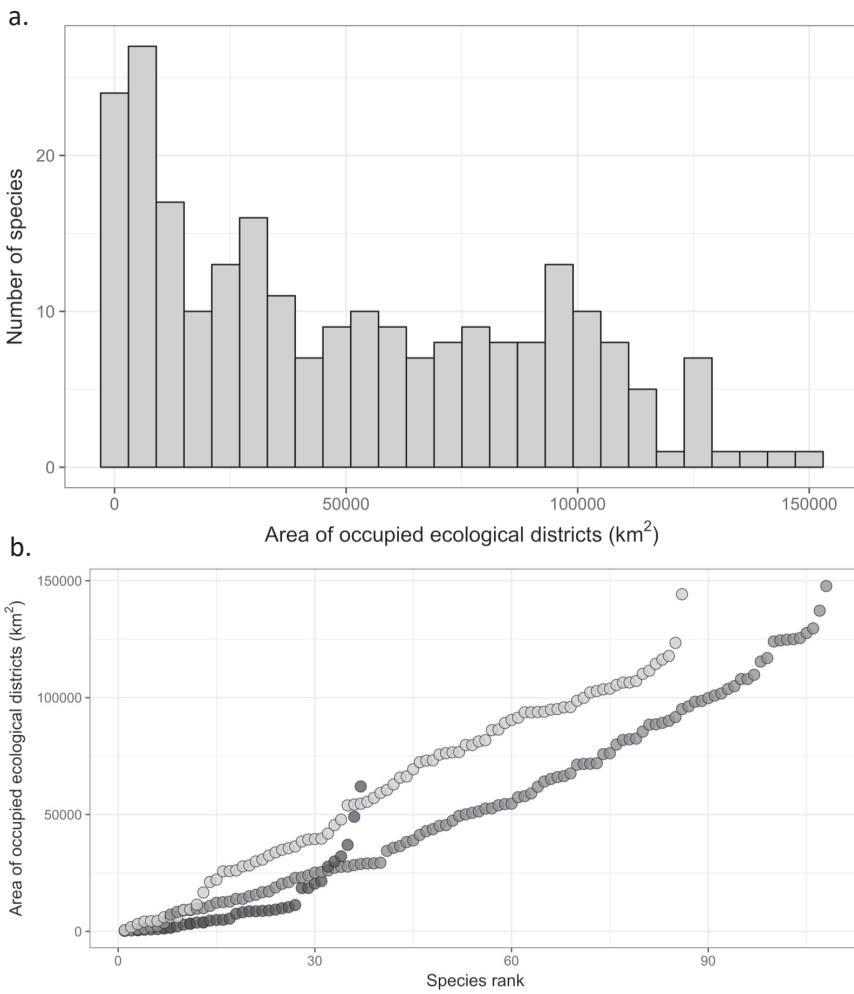 a.
Number of species
20
10
0
0 50000 100000 150000
Area of occupied ecological districts (km²)
b.
Area of occupied ecological districts (km²)
150000
100000
50000
0
0 30 60 90
Species rank